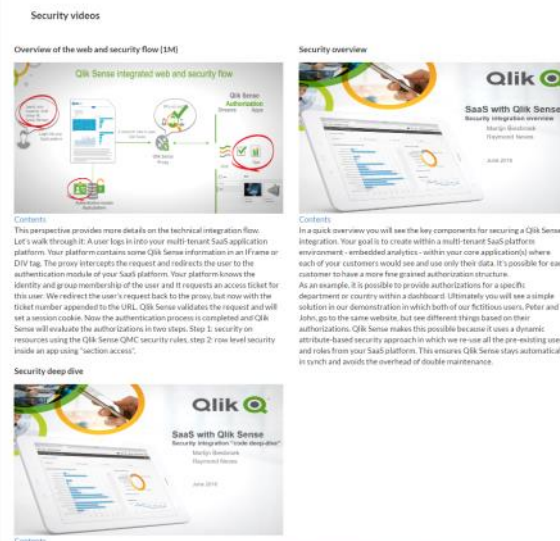 Security videos
Overview of the web and security flow (1M)
Qlik Sense integrated web and security flow
Qlik Sense
Authorization
Streams Apps
Qlik Sense
Proxy
Contents
This perspective provides more details on the technical integration flow.
Let's walk through it: A user logs in into your multi-tenant SaaS application
platform. Your platform contains some Qlik Sense information in an IFrame or
DIV tag. The proxy intercepts the request and redirects the user to the
authentication module of your SaaS platform. Your platform knows the
identity and group membership of the user and it requests an access ticket for
this user. We redirect the user's request back to the proxy, but now with the
ticket number appended to the URL. Qlik Sense validates the request and will
set a session cookie. Now the authentication process is completed and Qlik
Sense will evaluate the authorizations in two steps. Step 1: security on
resources using the Qlik Sense QMC security rules, step 2: row level security
inside an app using "section access".
Security overview
Qlik
SaaS with Qlik Sense
Security integration overview
June 2016
Contents
In a quick overview you will see the key components for securing a Qlik Sense
integration. Your goal is to create within a multi-tenant SaaS platform
environment - embedded analytics - within your core application(s) where
each of your customers would see and use only their data. It's possible for eac
customer to have a more fine grained authorization structure.
As an example, it is possible to provide authorizations for a specific
department or country within a dashboard. Ultimately you will see a simple
solution in our demonstration in which both of our fictitious users, Peter and
John, go to the same website, but see different things based on their
authorizations. Qlik Sense makes this possible because it uses a dynamic
attribute-based security approach in which we re-use all the pre-existing use
and roles from your SaaS platform. This ensures Qlik Sense stays automatical
in synch and avoids the overhead of double maintenance.
Security deep dive
Qlik
SaaS with Qlik Sense
Security integration "code deep-dive"
June 2016
Contents